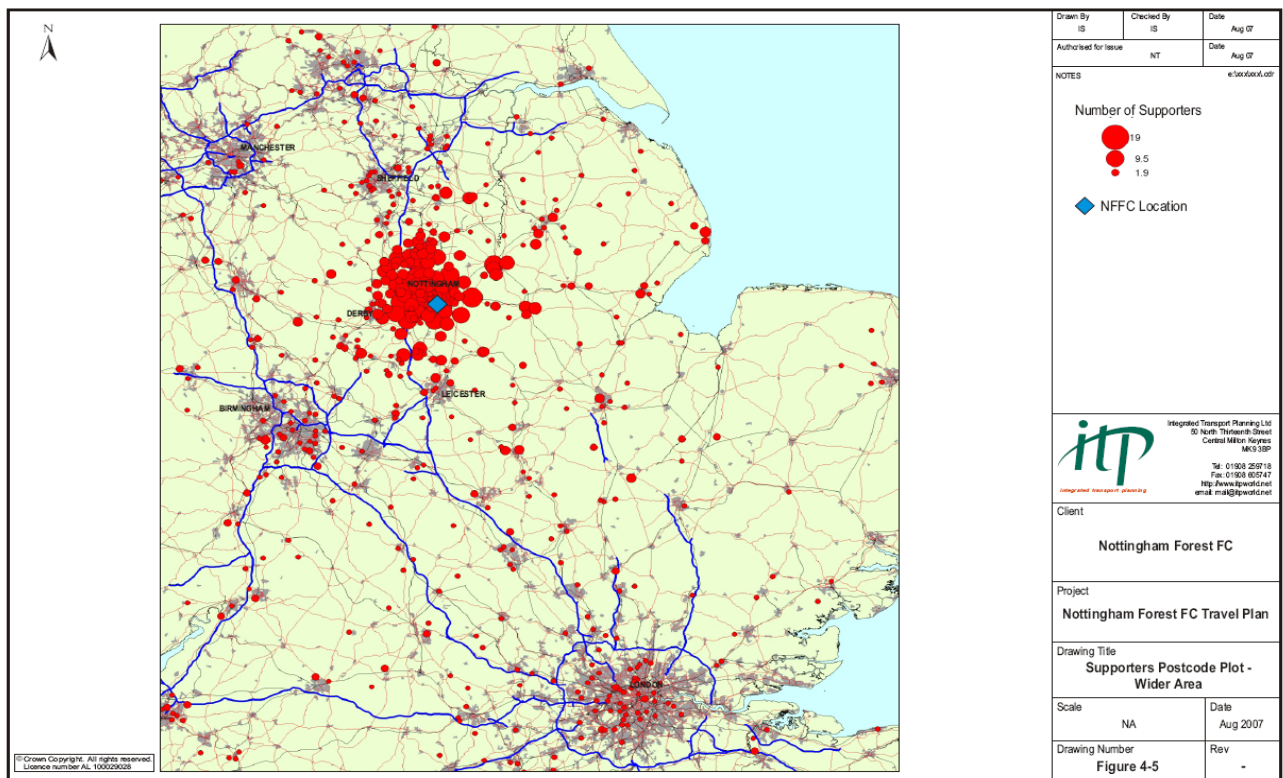 N
MANCHESTER
SHEFFIELD
NOTTINGHAM
DERBY
LEICESTER
BIRMINGHAM
LONDON
© Crown Copyright. All rights reserved.
Licence number AL 100029028
Drawn By
IS
Checked By
IS
Date
Aug 07
Authorised for Issue
NT
Date
Aug 07
NOTES
Number of Supporters
19
9.5
1.9
NFFC Location
itp
integrated transport planning
Integrated Transport Planning Ltd
50 North Thirteenth Street
Central Milton Keynes
MK9 3BP
Tel: 01908 259718
Fax: 01908 605747
http://www.itpworld.net
email: mail@itpworld.net
Client
Nottingham Forest FC
Project
Nottingham Forest FC Travel Plan
Drawing Title
Supporters Postcode Plot -
Wider Area
Scale
NA
Date
Aug 2007
Drawing Number
Figure 4-5
Rev
-